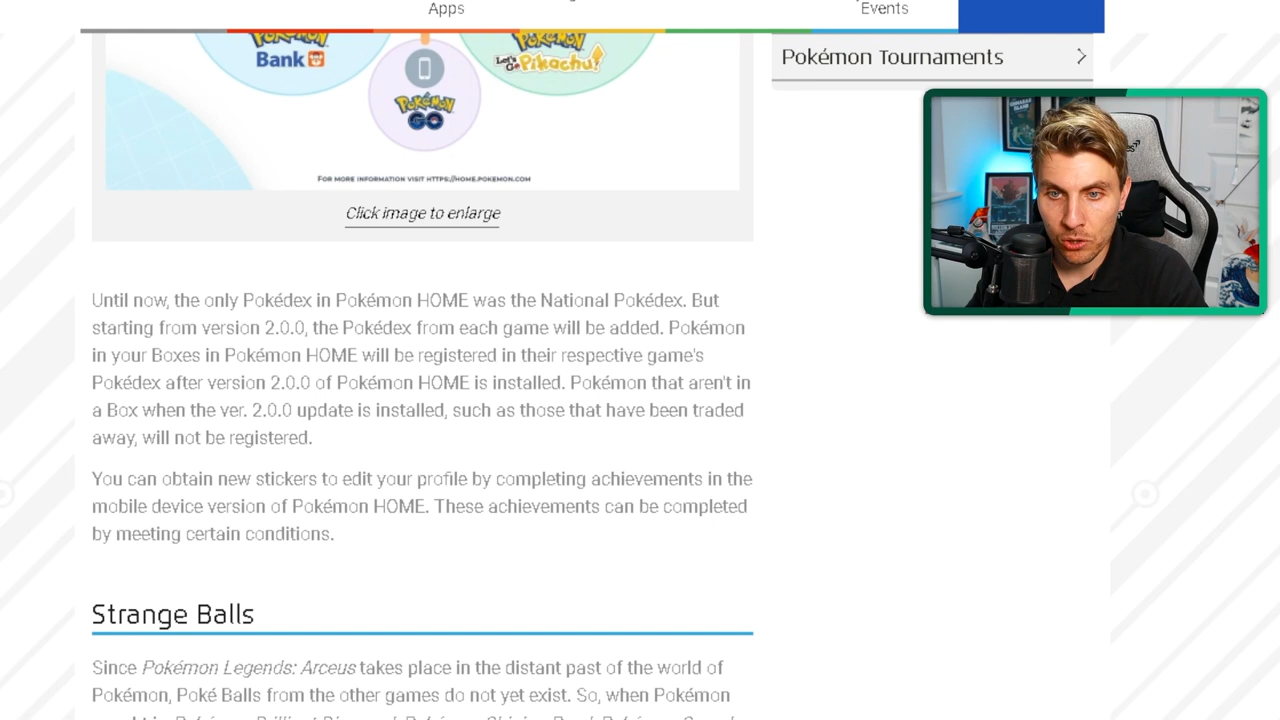 Apps
Events
Pokémon
Bank
POKÉMON
Let's Go Pikachu!
Pokémon Tournaments
POKÉMON
GO
FOR MORE INFORMATION VISIT HTTPS://HOME.POKEMON.COM
Click image to enlarge
Until now, the only Pokédex in Pokémon HOME was the National Pokédex. But
starting from version 2.0.0, the Pokédex from each game will be added. Pokémon
in your Boxes in Pokémon HOME will be registered in their respective game's
Pokédex after version 2.0.0 of Pokémon HOME is installed. Pokémon that aren't in
a Box when the ver. 2.0.0 update is installed, such as those that have been traded
away, will not be registered.
You can obtain new stickers to edit your profile by completing achievements in the
mobile device version of Pokémon HOME. These achievements can be completed
by meeting certain conditions.
Strange Balls
Since Pokémon Legends: Arceus takes place in the distant past of the world of
Pokémon, Poké Balls from the other games do not yet exist. So, when Pokémon